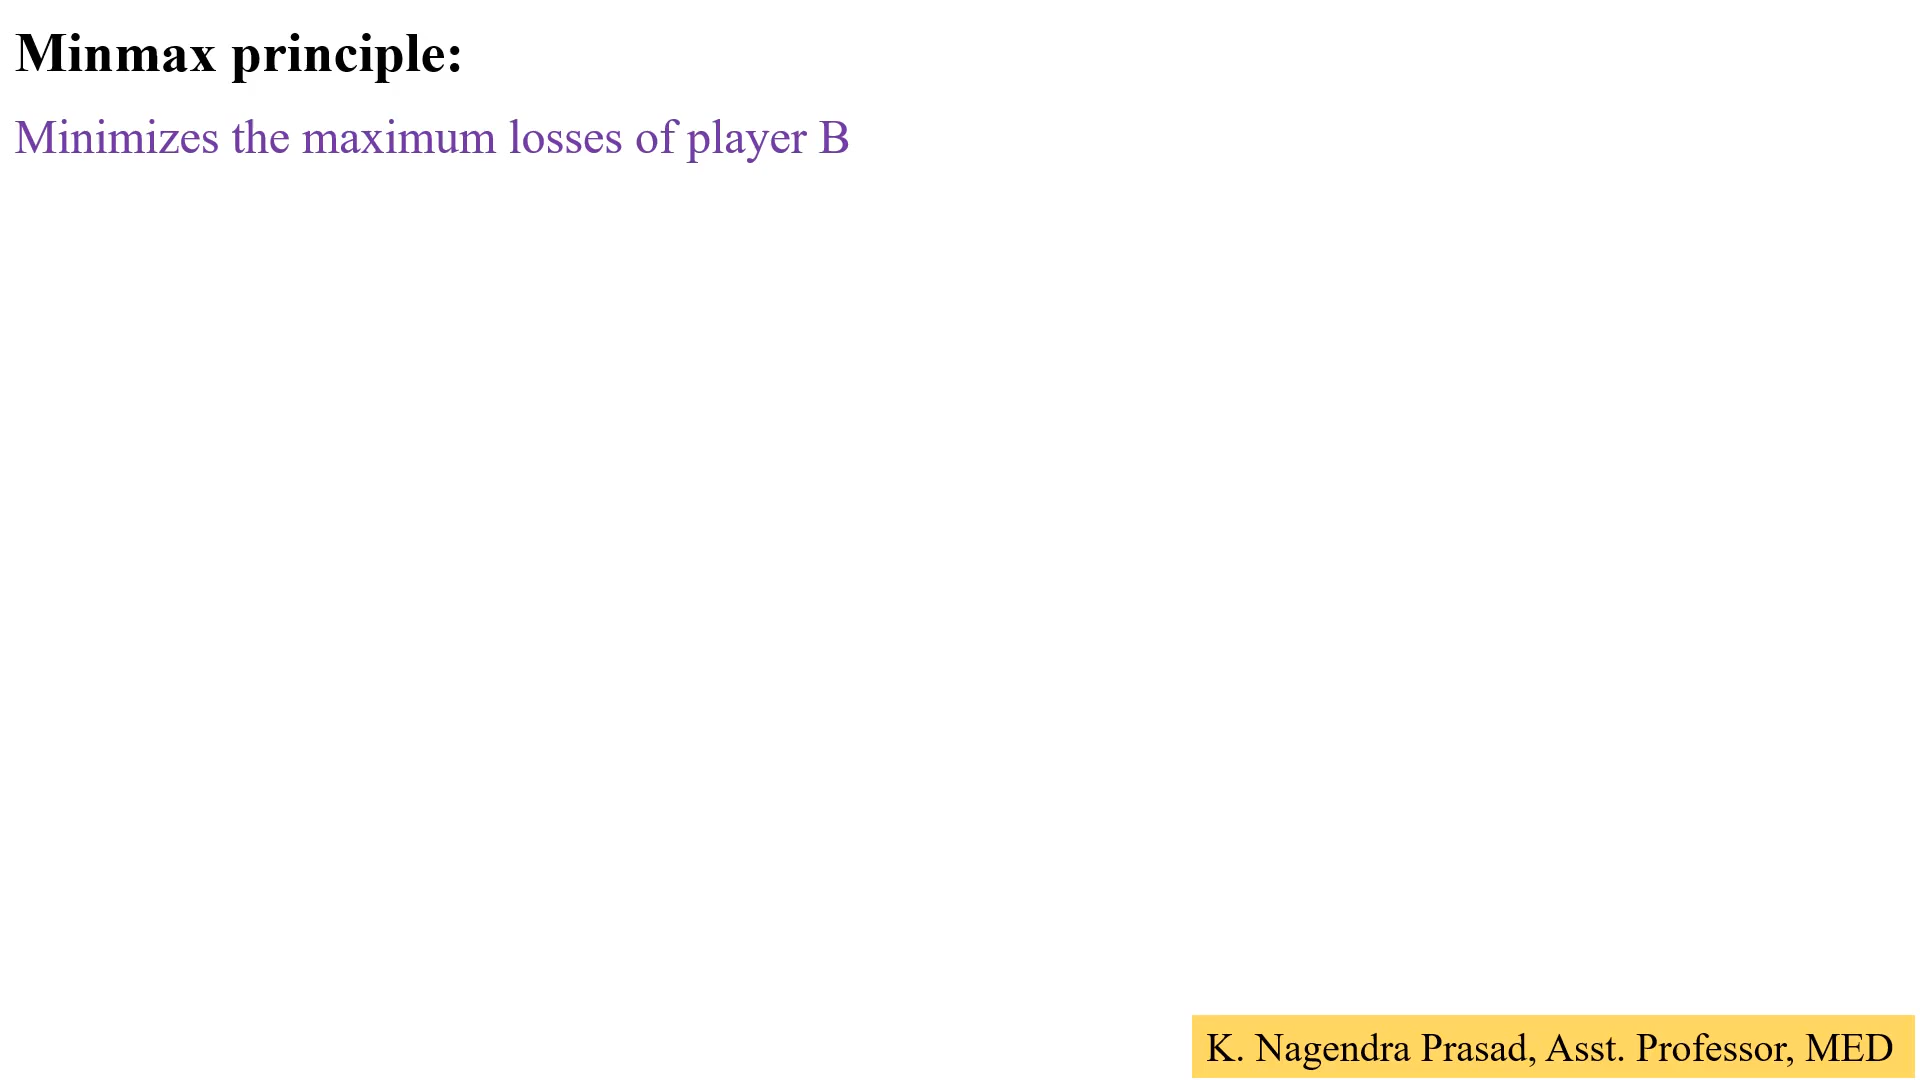 Minmax principle:
Minimizes the maximum losses of player B
K. Nagendra Prasad, Asst. Professor, MED